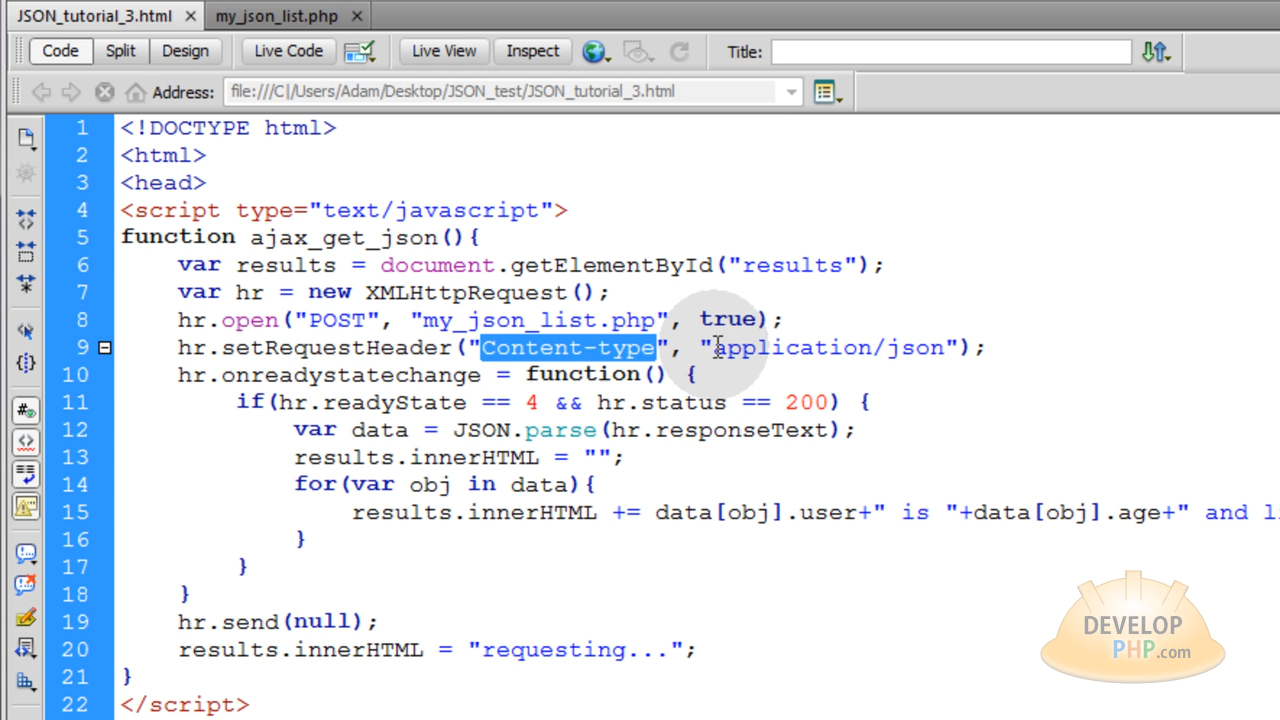 JSON_tutorial_3.html × my_json_list.php ×
Code Split Design Live Code Live View Inspect Title:
Address: file:///C|/Users/Adam/Desktop/JSON_test/JSON_tutorial_3.html
1 <!DOCTYPE html>
2 <html>
3 <head>
4 <script type="text/javascript">
5 function ajax_get_json(){
6 var results = document.getElementById("results");
7 var hr = new XMLHttpRequest();
8 hr.open("POST", "my_json_list.php", true);
9 hr.setRequestHeader("Content-type", "application/json");
10 hr.onreadystatechange = function() {
11 if(hr.readyState == 4 && hr.status == 200) {
12 var data = JSON.parse(hr.responseText);
13 results.innerHTML = "";
14 for(var obj in data){
15 results.innerHTML += data[obj].user+" is "+data[obj].age+" and li
16 }
17 }
18 }
19 hr.send(null);
20 results.innerHTML = "requesting...";
21 }
22 </script>
DEVELOP
PHP.com